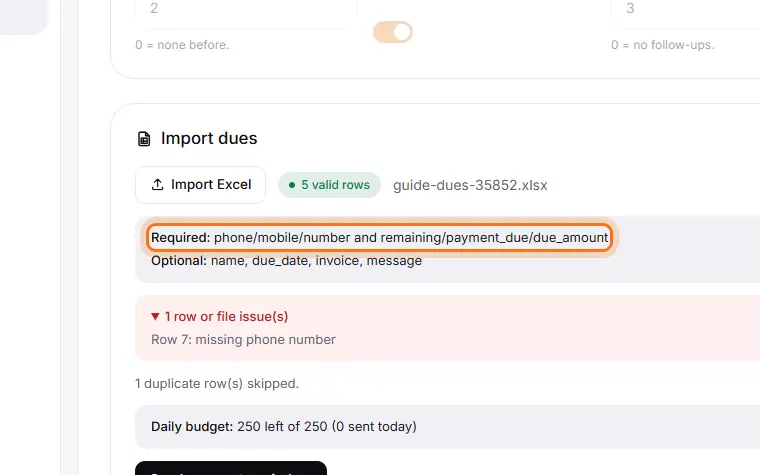 2
3
0 = none before.
0 = no follow-ups.
Import dues
Import Excel
5 valid rows
guide-dues-35852.xlsx
Required: phone/mobile/number and remaining/payment_due/due_amount
Optional: name, due_date, invoice, message
1 row or file issue(s)
Row 7: missing phone number
1 duplicate row(s) skipped.
Daily budget: 250 left of 250 (0 sent today)